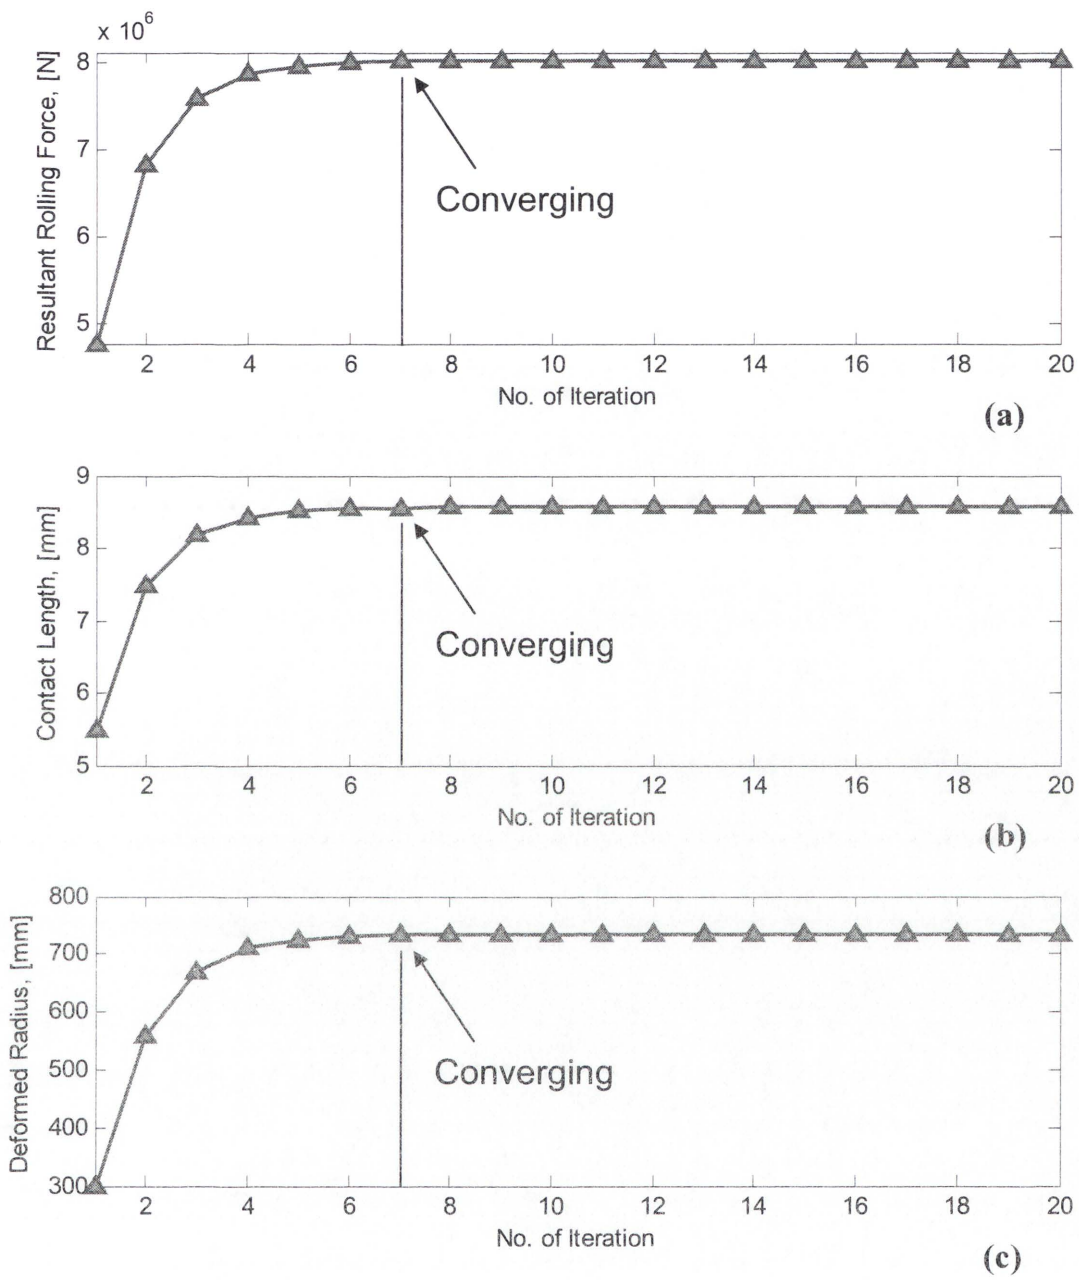 x 10^6
Resultant Rolling Force, [N]
8
7
6
5
2 4 6 8 10 12 14 16 18 20
No. of Iteration
Converging
(a)
Contact Length, [mm]
9
8
7
6
5
2 4 6 8 10 12 14 16 18 20
No. of Iteration
Converging
(b)
Deformed Radius, [mm]
800
700
600
500
400
300
2 4 6 8 10 12 14 16 18 20
No. of Iteration
Converging
(c)